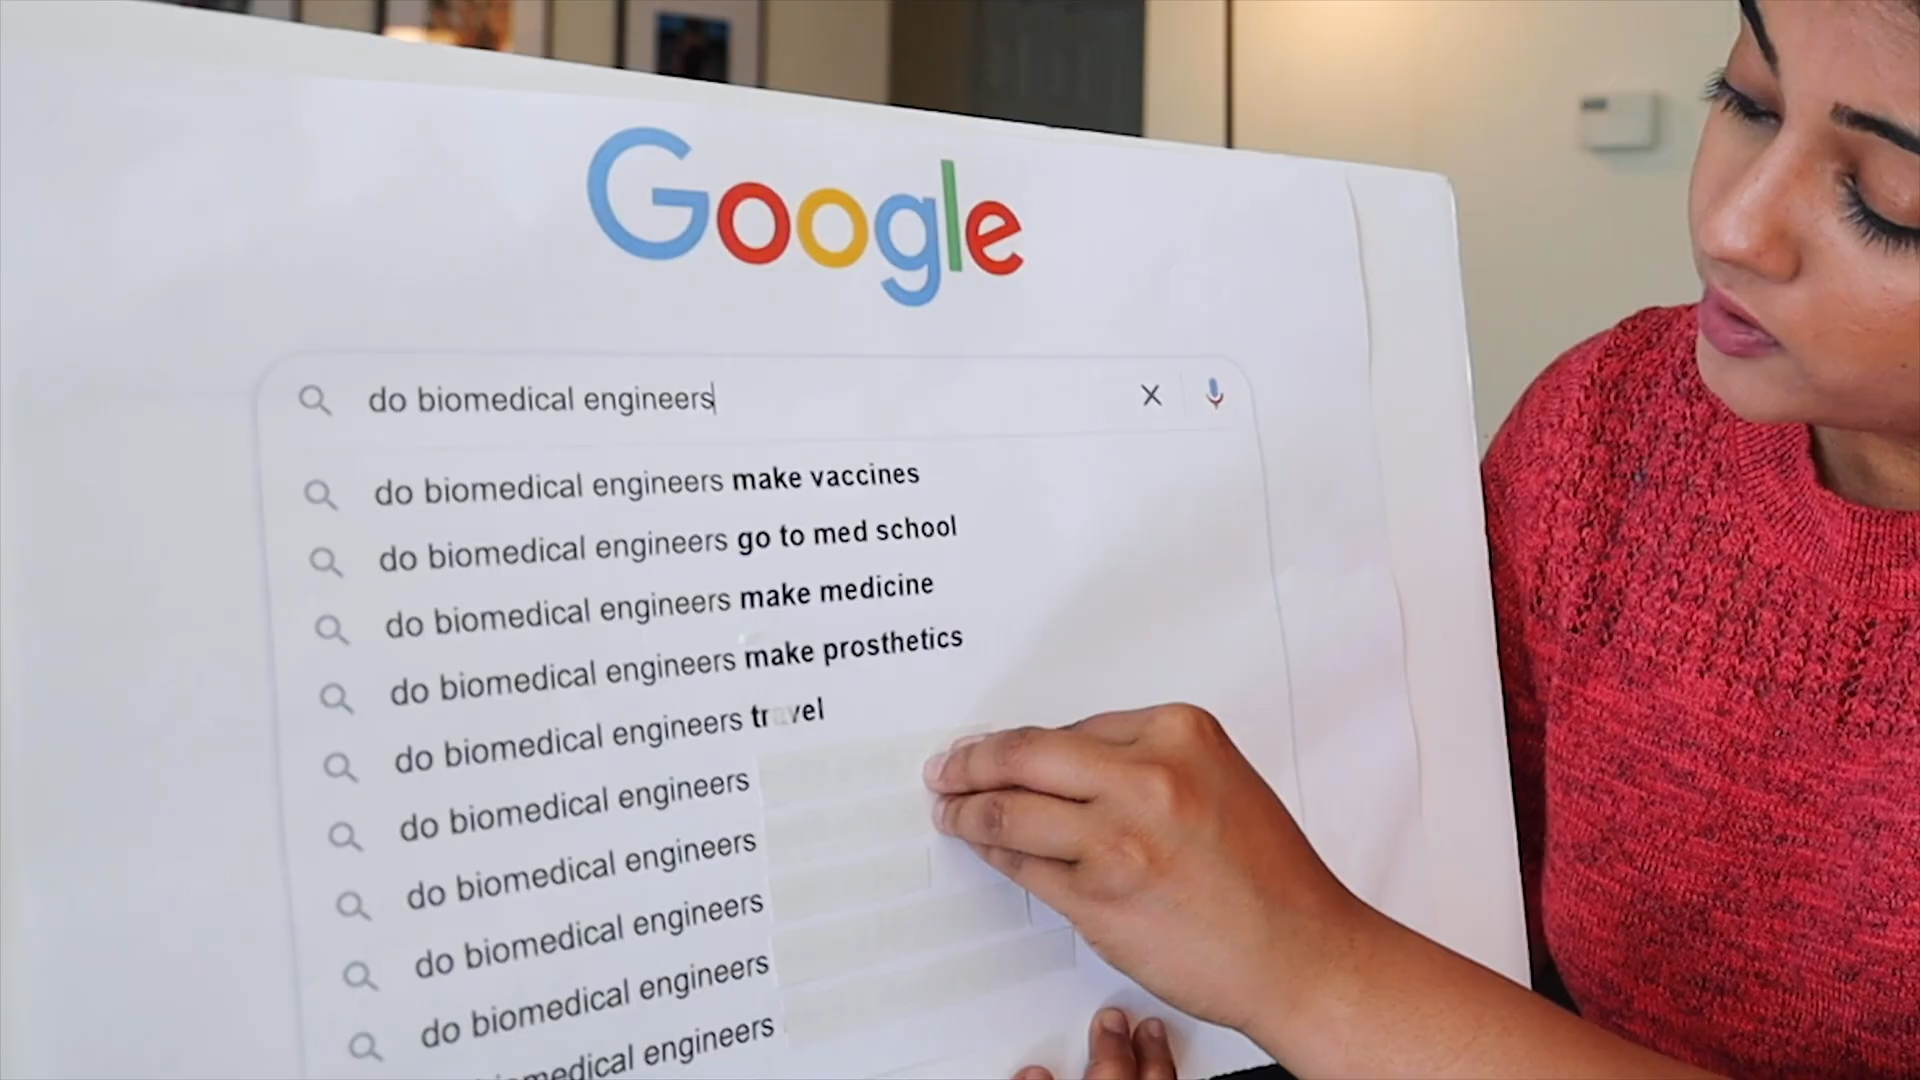 Google
do biomedical engineers
do biomedical engineers make vaccines
do biomedical engineers go to med school
do biomedical engineers make medicine
do biomedical engineers make prosthetics
do biomedical engineers travel
do biomedical engineers
do biomedical engineers
do biomedical engineers
do biomedical engineers
biomedical engineers